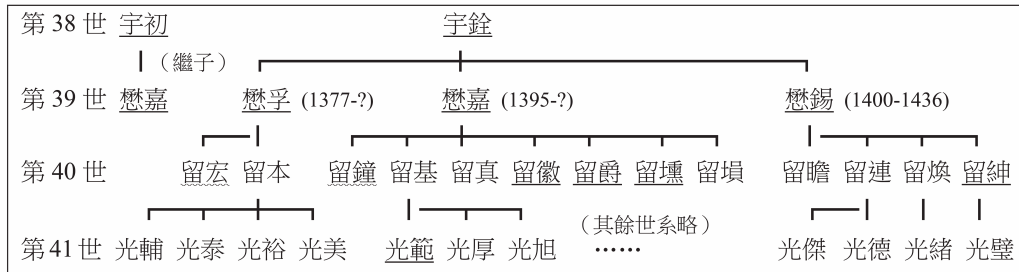 第 38 世 宇初 宇銓
(繼子)
第 39 世 懋嘉 懋孚 (1377-?) 懋嘉 (1395-?) 懋錫 (1400-1436)
第 40 世 留宏 留本 留鐘 留基 留真 留徽 留爵 留壎 留塤 留瞻 留連 留煥 留紳
(其餘世系略)
第 41 世 光輔 光泰 光裕 光美 光範 光厚 光旭 …… 光傑 光德 光緒 光璧